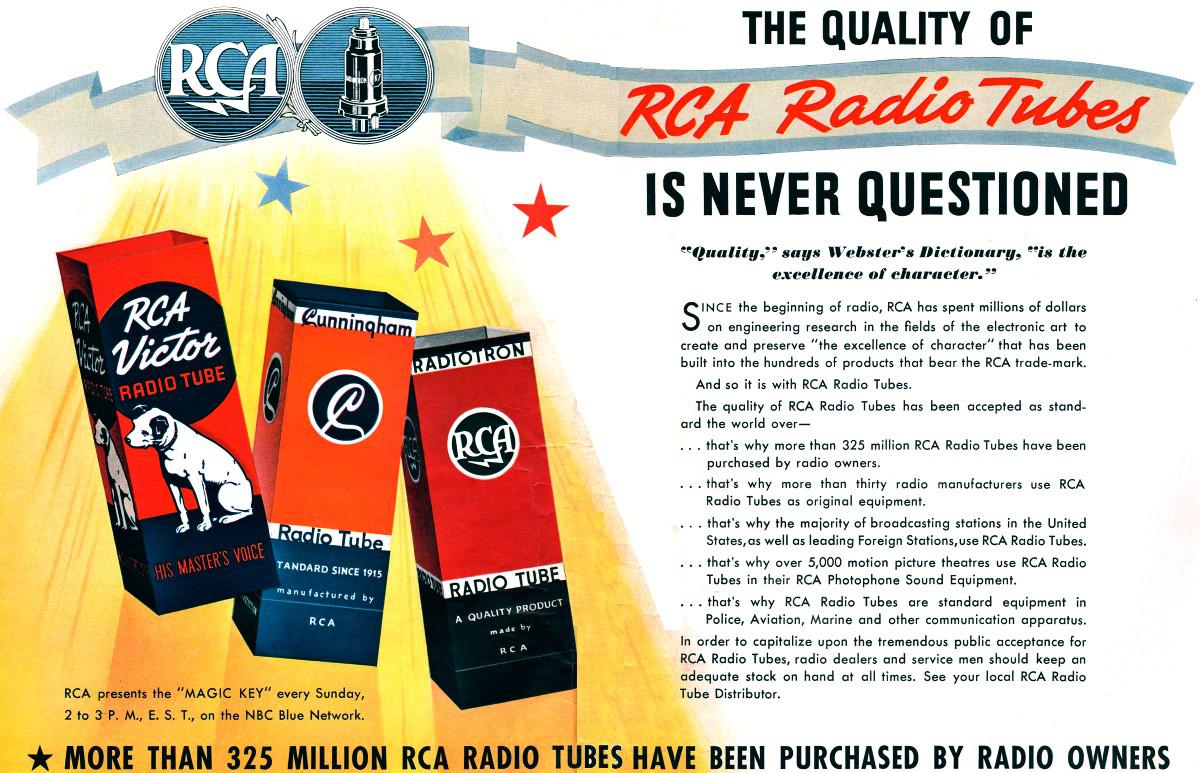 RCA
THE QUALITY OF
RCA Radio Tubes
IS NEVER QUESTIONED
"Quality," says Webster's Dictionary, "is the
excellence of character."
SINCE the beginning of radio, RCA has spent millions of dollars
on engineering research in the fields of the electronic art to
create and preserve "the excellence of character" that has been
built into the hundreds of products that bear the RCA trade-mark.
And so it is with RCA Radio Tubes.
The quality of RCA Radio Tubes has been accepted as stand-
ard the world over—
. . . that's why more than 325 million RCA Radio Tubes have been
purchased by radio owners.
. . . that's why more than thirty radio manufacturers use RCA
Radio Tubes as original equipment.
. . . that's why the majority of broadcasting stations in the United
States, as well as leading Foreign Stations, use RCA Radio Tubes.
. . . that's why over 5,000 motion picture theatres use RCA Radio
Tubes in their RCA Photophone Sound Equipment.
. . . that's why RCA Radio Tubes are standard equipment in
Police, Aviation, Marine and other communication apparatus.
In order to capitalize upon the tremendous public acceptance for
RCA Radio Tubes, radio dealers and service men should keep an
adequate stock on hand at all times. See your local RCA Radio
Tube Distributor.
RCA
Victor
RADIO TUBE
HIS MASTER'S VOICE
RCA
Victor
Cunningham
C
Radio Tube
TANDARD SINCE 1915
manufactured by
RCA
RADIOTRON
RCA
RADIO TUBE
A QUALITY PRODUCT
made by
RCA
RCA presents the "MAGIC KEY" every Sunday,
2 to 3 P. M., E. S. T., on the NBC Blue Network.
★ MORE THAN 325 MILLION RCA RADIO TUBES HAVE BEEN PURCHASED BY RADIO OWNERS